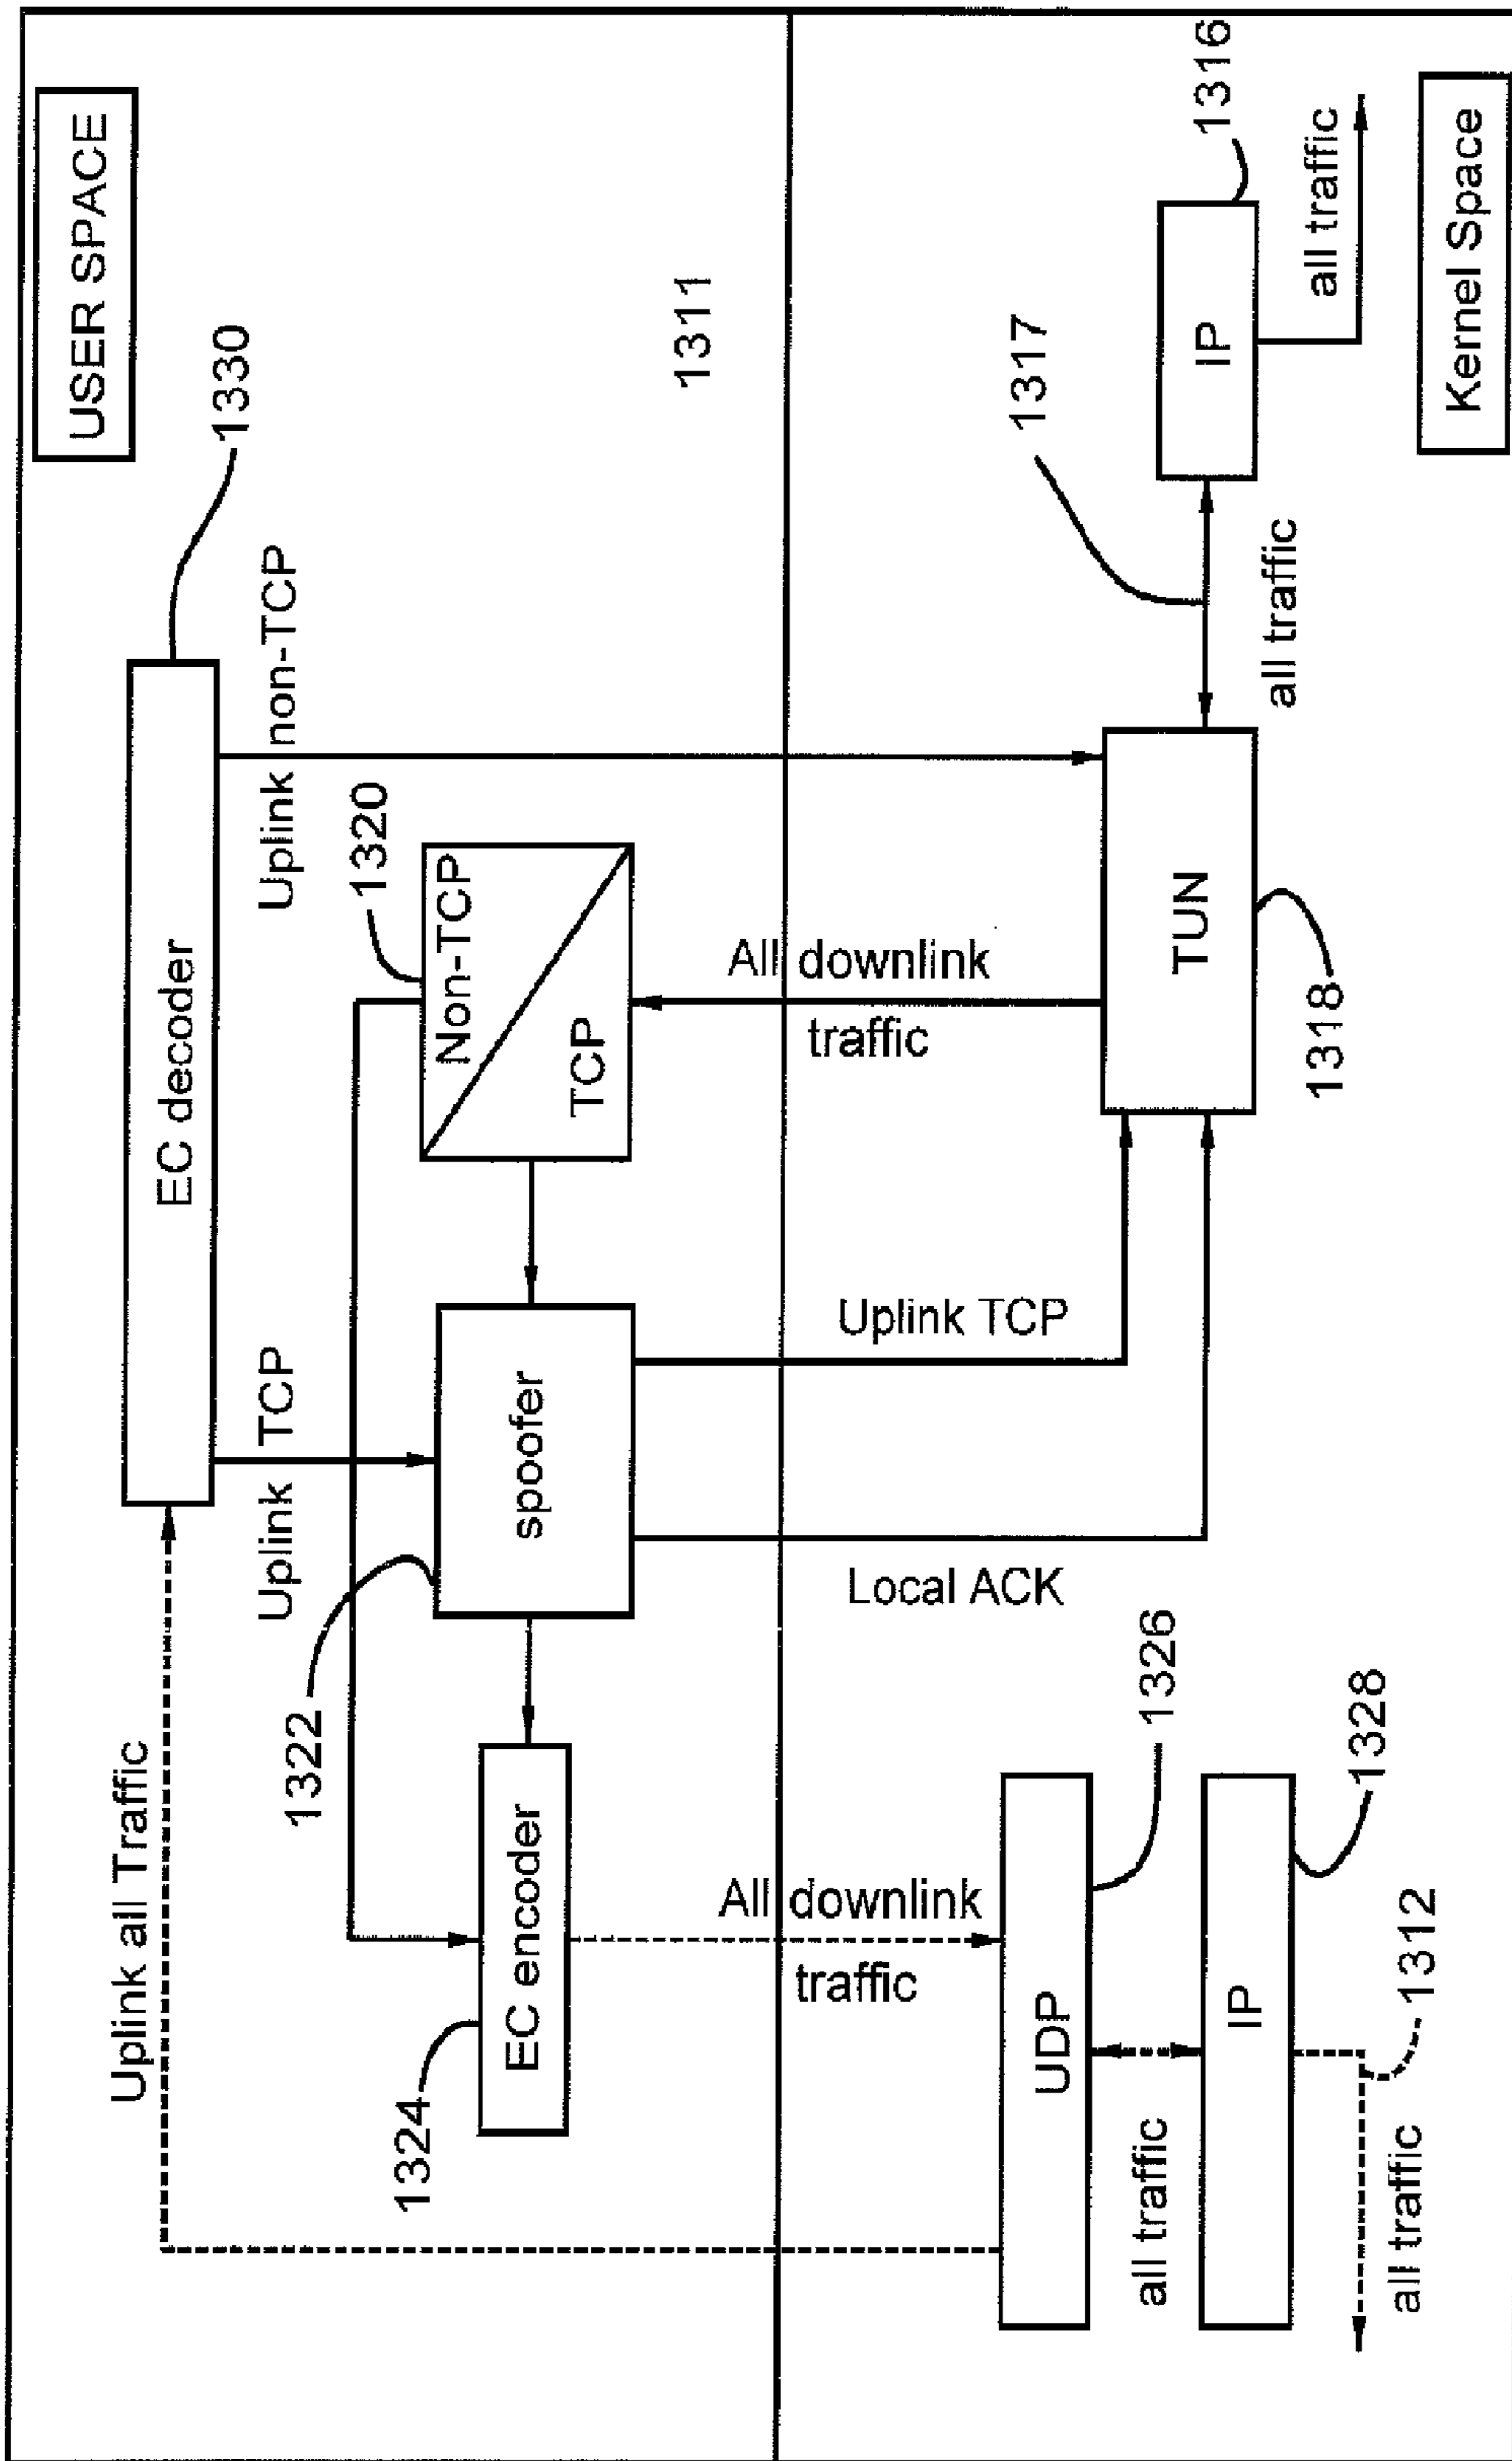 USER SPACE
1330
EC decoder
Uplink all Traffic
Uplink TCP
Uplink non-TCP
1320
Non-TCP
TCP
1322
spoofer
1324
EC encoder
1311
All downlink
traffic
Local ACK
Uplink TCP
All downlink
traffic
1317
1316
UDP
1326
all traffic
IP
1328
1312
all traffic
TUN
1318
all traffic
IP
all traffic
Kernel Space